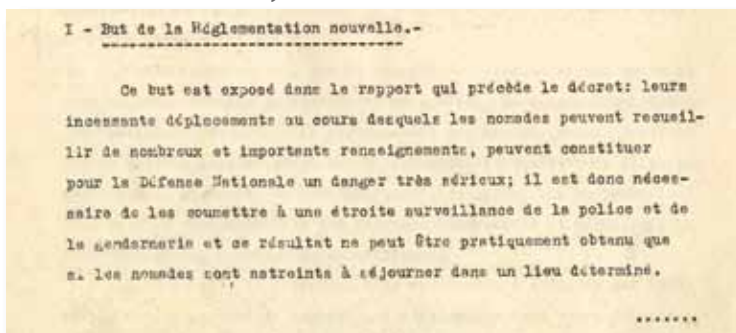 I - But de la Réglementation nouvelle.-
Ce but est exposé dans le rapport qui précède le décret: leurs
incessants déplacements au cours desquels les nomades peuvent recueil-
lir de nombreux et importants renseignements, peuvent constituer
pour la Défense Nationale un danger très sérieux; il est donc néces-
saire de les soumettre à une étroite surveillance de la police et de
la gendarmerie et ce résultat ne peut être pratiquement obtenu que
si les nomades sont astreints à séjourner dans un lieu déterminé.
.......